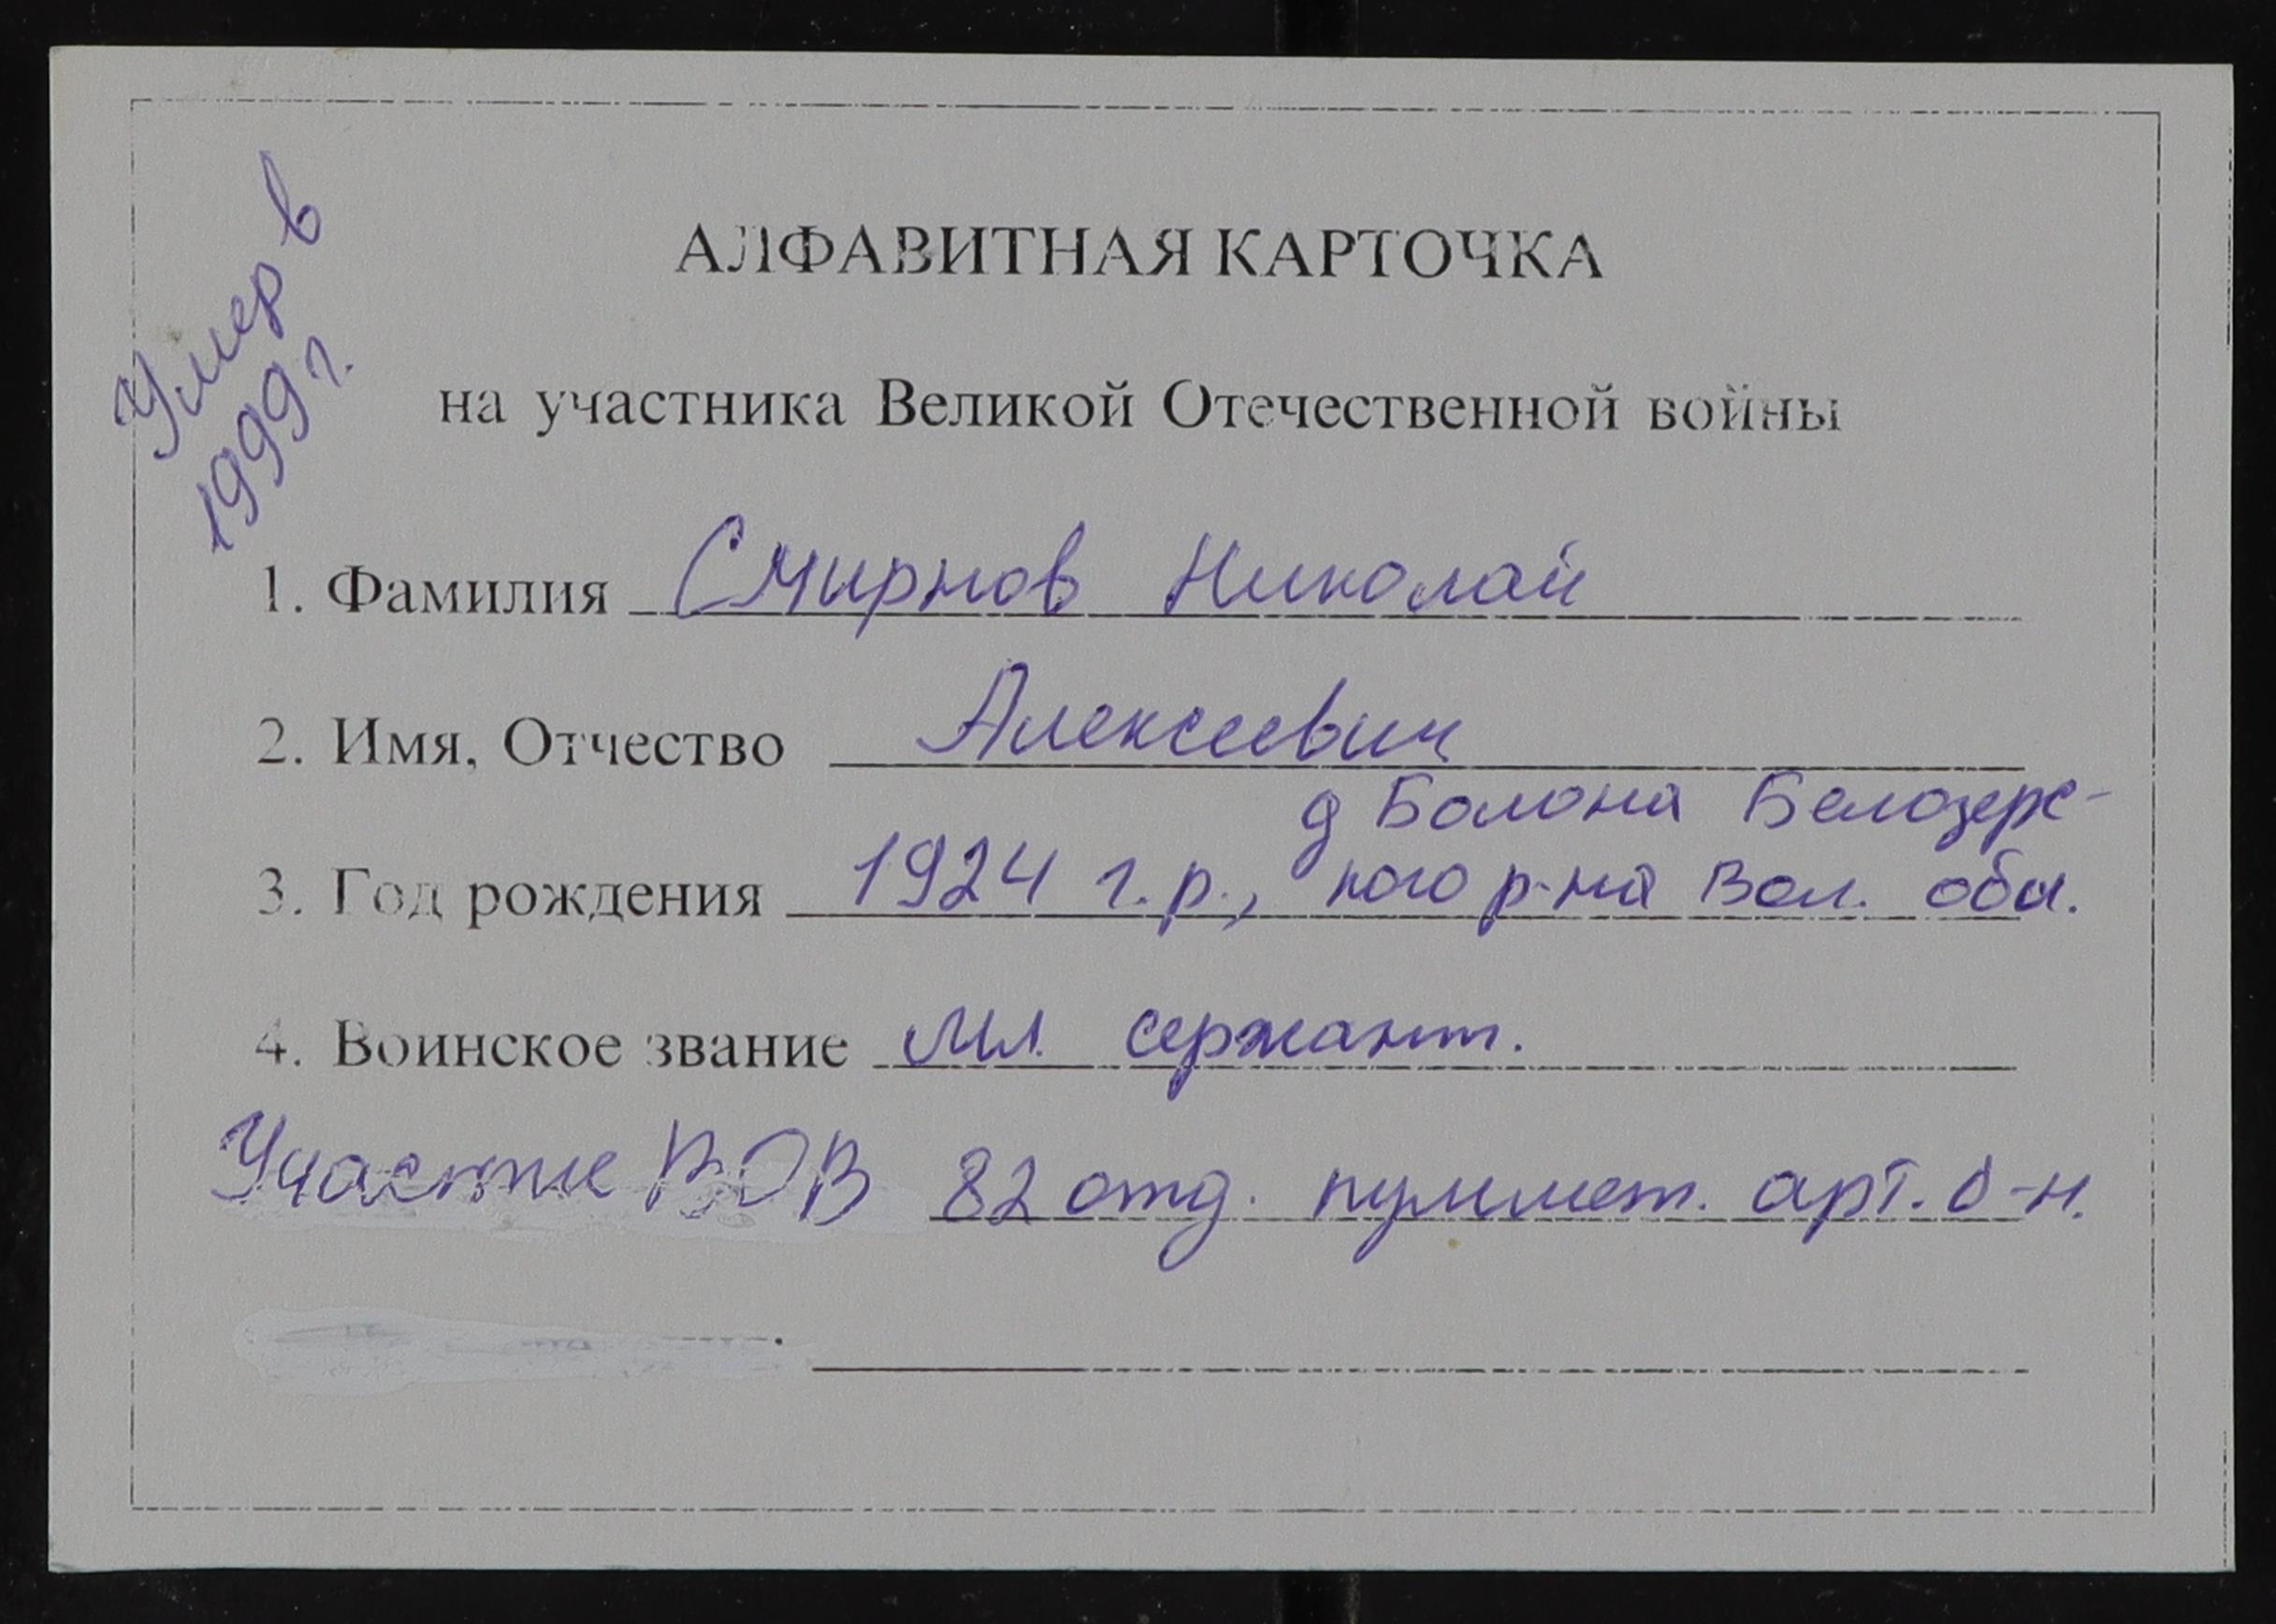 Умер в
1999 г.
АЛФАВИТНАЯ КАРТОЧКА
на участника Великой Отечественной войны
1. Фамилия Смирнов Николай
2. Имя, Отчество Алексеевич
д Болона Белозерс-
3. Год рождения 1924 г.р., кого р-на Вол. обл.
4. Воинское звание мл. сержант.
Участие ВОВ 82 отд. пулимет. арт. б-н.